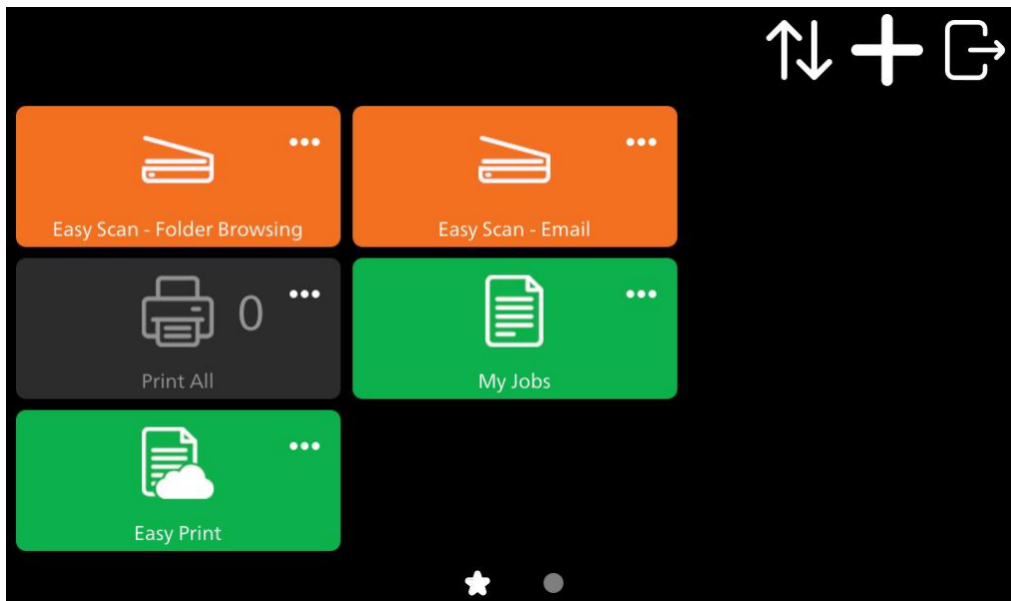 Easy Scan - Folder Browsing
Easy Scan - Email
0
Print All
My Jobs
Easy Print